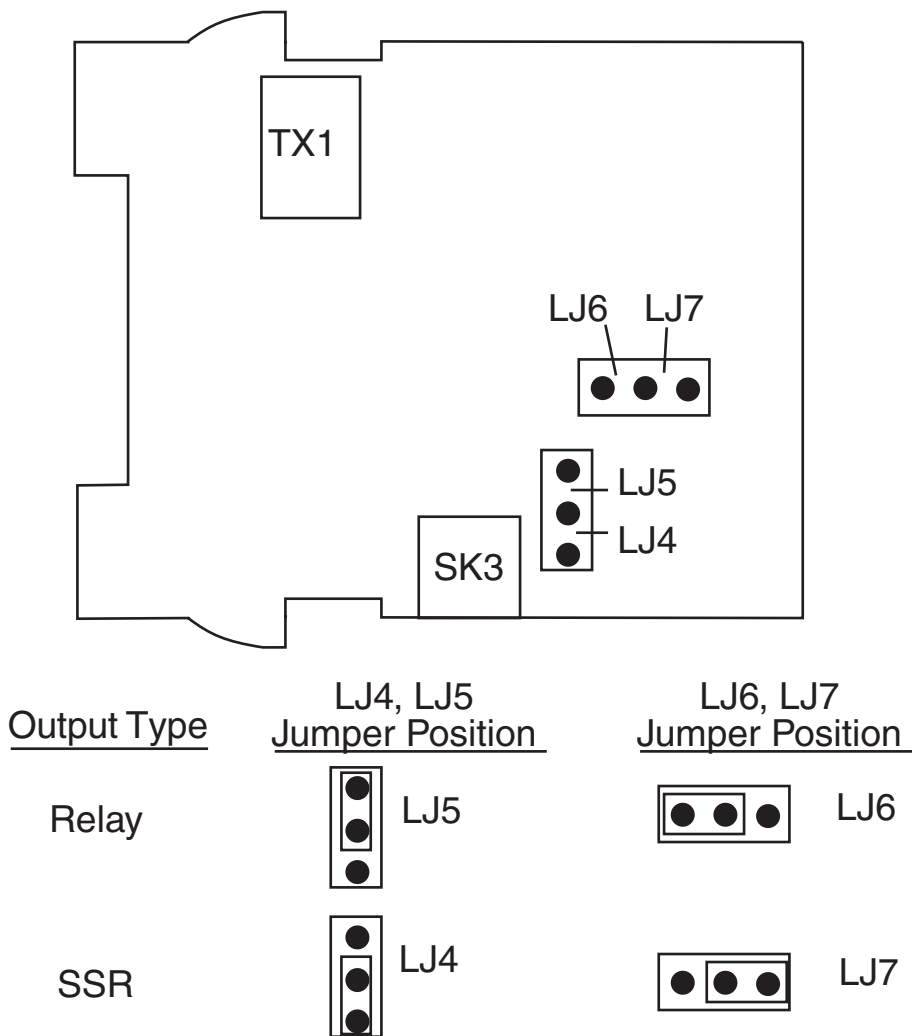 TX1
LJ6 LJ7
LJ5
LJ4
SK3
Output Type
LJ4, LJ5
Jumper Position
LJ6, LJ7
Jumper Position
Relay
LJ5
LJ6
SSR
LJ4
LJ7